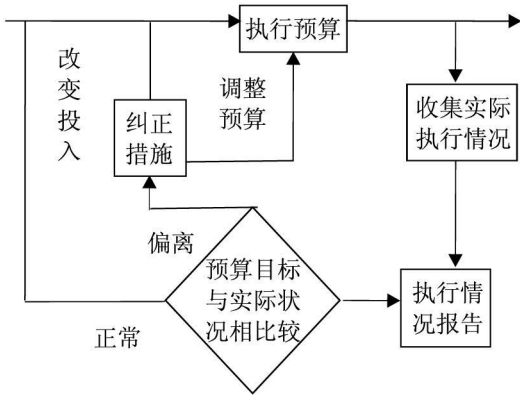 执行预算
改
变
投
入
调整
预算
纠正
措施
收集实际
执行情况
偏离
预算目标
与实际状
况相比较
执行情
况报告
正常